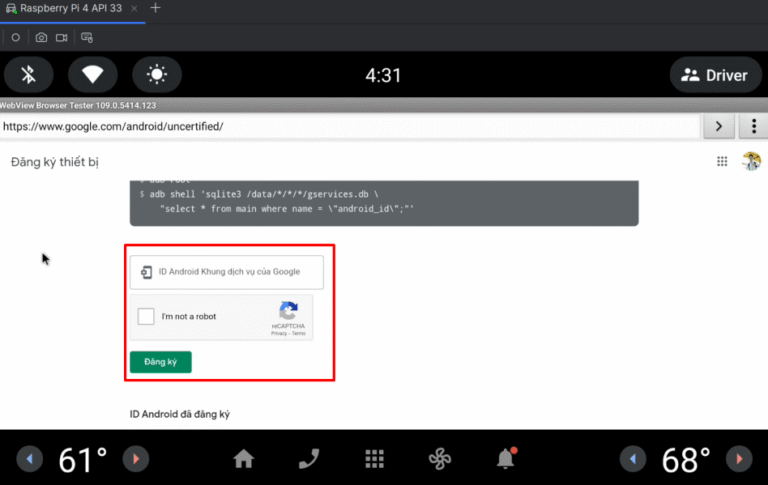 Raspberry Pi 4 API 33
4:31
Driver
WebView Browser Tester 109.0.5414.123
https://www.google.com/android/uncertified/
Đăng ký thiết bị
$ adb root
$ adb shell 'sqlite3 /data/*/*/*/gservices.db \
"select * from main where name = \"android_id\";"'
ID Android Khung dịch vụ của Google
I'm not a robot
reCAPTCHA
Privacy - Terms
Đăng ký
ID Android đã đăng ký
61°
68°